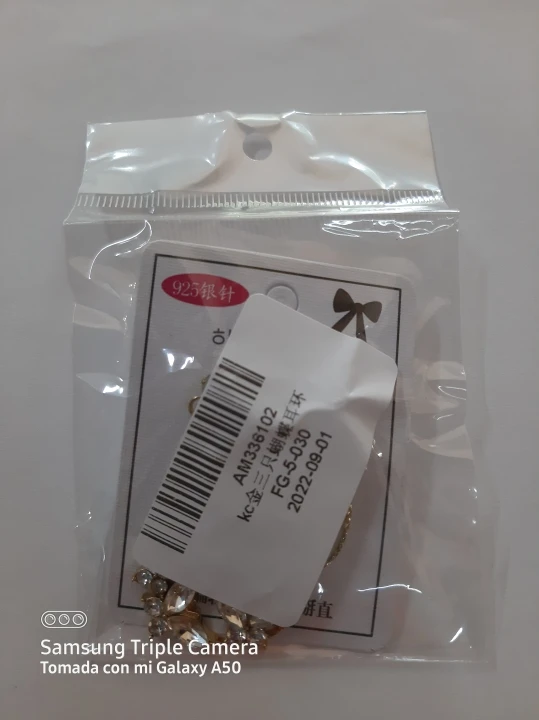 925银针
AM336102
kc金三只蝴蝶耳环
FG-5-030
2022-09-01
Samsung Triple Camera
Tomada con mi Galaxy A50